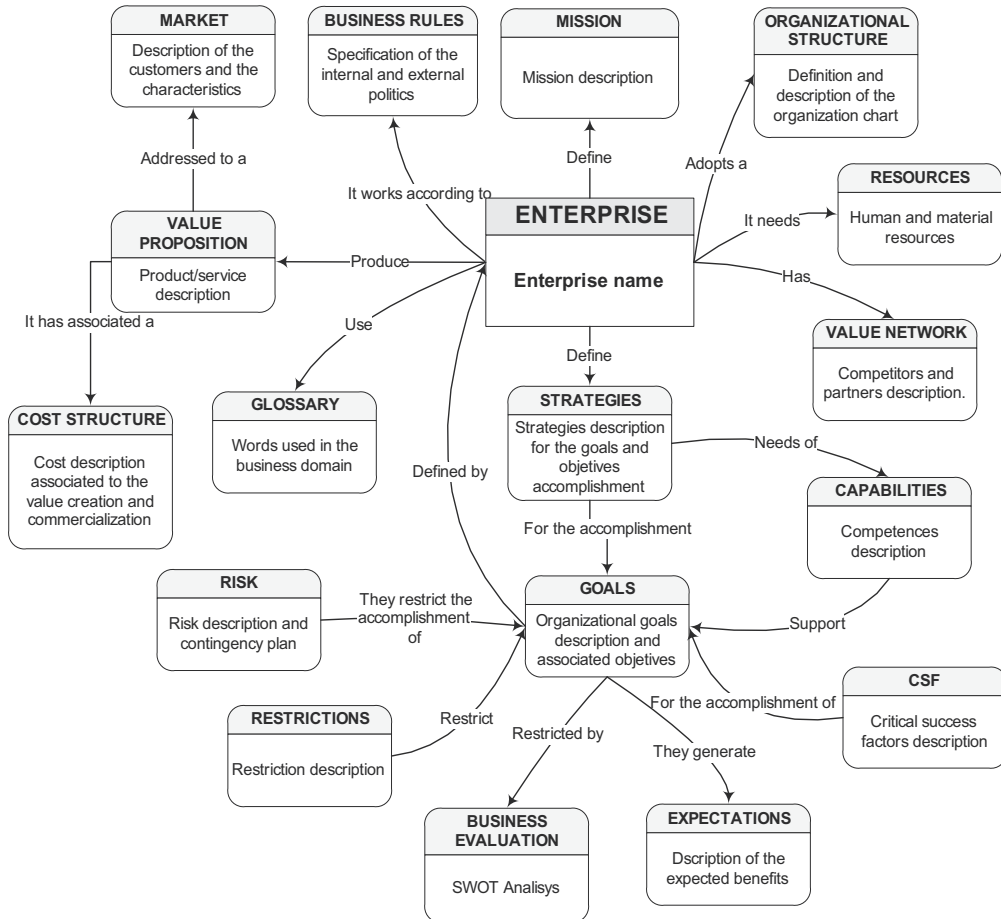 MARKET
Description of the
customers and the
characteristics
BUSINESS RULES
Specification of the
internal and external
politics
MISSION
Mission description
ORGANIZATIONAL
STRUCTURE
Definition and
description of the
organization chart
Addressed to a
Define
Adopts a
It works according to
RESOURCES
Human and material
resources
It needs
VALUE
PROPOSITION
Product/service
description
Produce
ENTERPRISE
Enterprise name
Has
It has associated a
Use
Define
VALUE NETWORK
Competitors and
partners description.
COST STRUCTURE
Cost description
associated to the
value creation and
commercialization
GLOSSARY
Words used in the
business domain
STRATEGIES
Strategies description
for the goals and
objetives
accomplishment
Needs of
Defined by
CAPABILITIES
Competences
description
For the accomplishment
RISK
Risk description and
contingency plan
They restrict the
accomplishment
of
GOALS
Organizational goals
description and
associated objetives
Support
RESTRICTIONS
Restriction description
Restrict
For the accomplishment of
CSF
Critical success
factors description
Restricted by
They generate
BUSINESS
EVALUATION
SWOT Analisys
EXPECTATIONS
Dscription of the
expected benefits